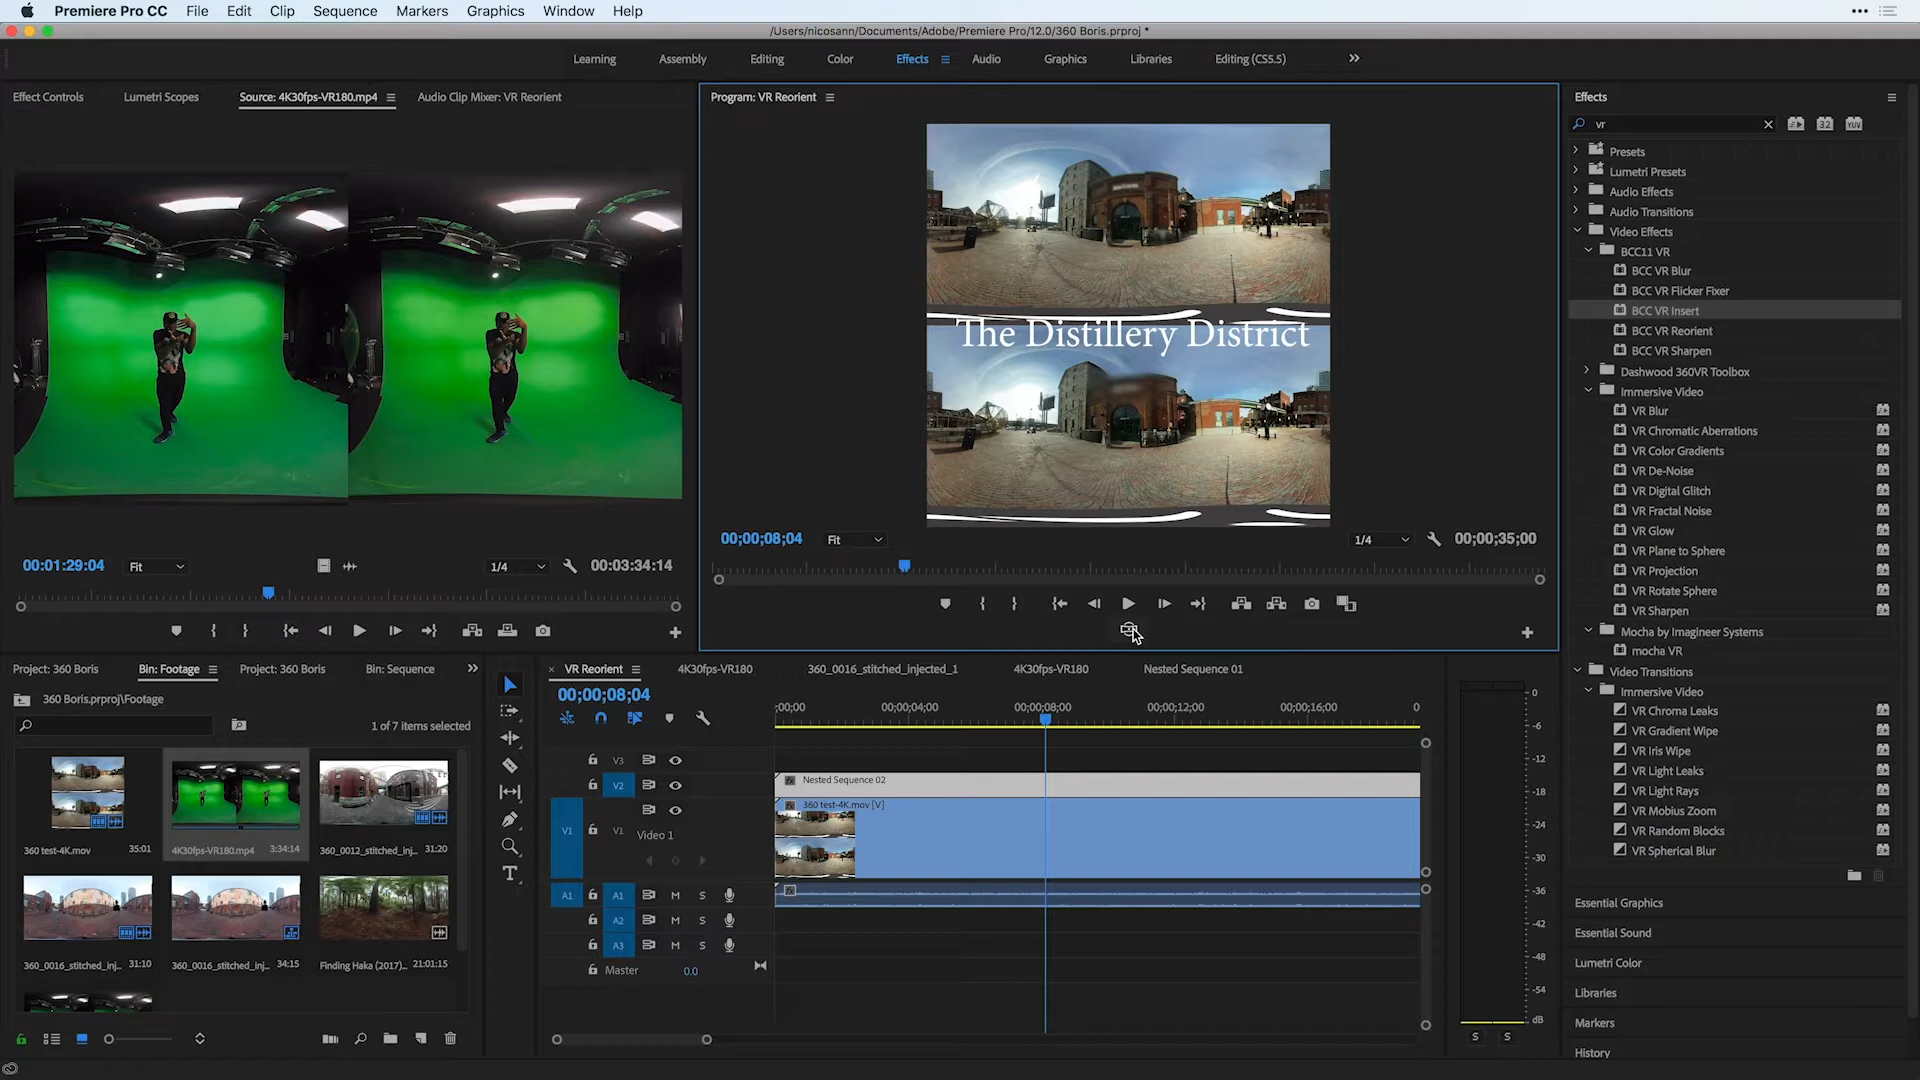 Premiere Pro CC File Edit Clip Sequence Markers Graphics Window Help
/Users/nicosann/Documents/Adobe/Premiere Pro/12.0/360 Boris.prproj *
Learning Assembly Editing Color Effects Audio Graphics Libraries Editing (CS5.5)
Effect Controls Lumetri Scopes Source: 4K30fps-VR180.mp4 Audio Clip Mixer: VR Reorient
Program: VR Reorient
The Distillery District
00:01:29:04 Fit 1/4 00:03:34:14
00;00;08;04 Fit 1/4 00;00;35;00
Effects
vr
32 YUV
Presets
Lumetri Presets
Audio Effects
Audio Transitions
Video Effects
BCC11 VR
BCC VR Blur
BCC VR Flicker Fixer
BCC VR Insert
BCC VR Reorient
BCC VR Sharpen
Dashwood 360VR Toolbox
Immersive Video
VR Blur
VR Chromatic Aberrations
VR Color Gradients
VR De-Noise
VR Digital Glitch
VR Fractal Noise
VR Glow
VR Plane to Sphere
VR Projection
VR Rotate Sphere
VR Sharpen
Mocha by Imagineer Systems
mocha VR
Video Transitions
Immersive Video
VR Chroma Leaks
VR Gradient Wipe
VR Iris Wipe
VR Light Leaks
VR Light Rays
VR Mobius Zoom
VR Random Blocks
VR Spherical Blur
Essential Graphics
Essential Sound
Lumetri Color
Libraries
Markers
History
Project: 360 Boris Bin: Footage Project: 360 Boris Bin: Sequence
360 Boris.prproj\Footage
1 of 7 items selected
360 test-4K.mov 35:01
4K30fps-VR180.mp4 3:34:14
360_0012_stitched_inj... 31:20
360_0016_stitched_inj... 31:10
360_0016_stitched_inj... 34:15
Finding Haka (2017)... 21:01:15
VR Reorient 4K30fps-VR180 360_0016_stitched_injected_1 4K30fps-VR180 Nested Sequence 01
00;00;08;04
;00;00 00;00;04;00 00;00;08;00 00;00;12;00 00;00;16;00 0
V3
V2 Nested Sequence 02
V1 V1 Video 1 360 test-4K.mov [V]
A1 A1 M S
A2 M S
A3 M S
Master 0.0
0
-6
-12
-18
-24
-30
-36
-42
-48
-54
dB
S S